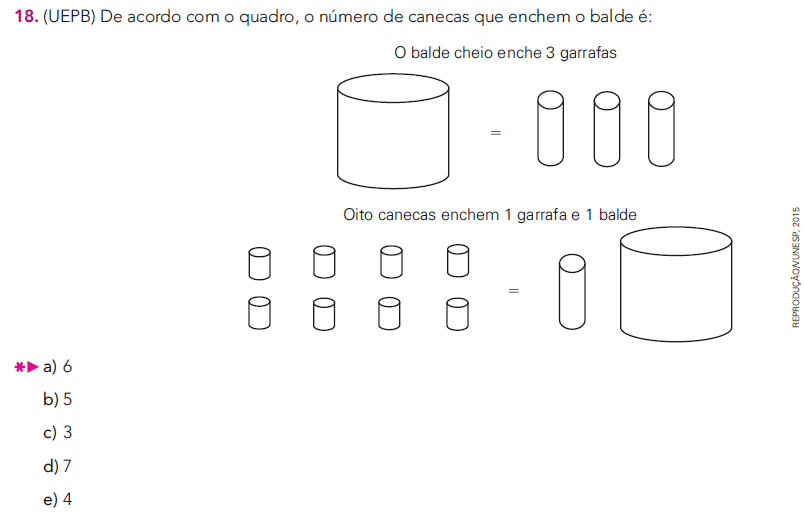 18. (UEPB) De acordo com o quadro, o número de canecas que enchem o balde é:
O balde cheio enche 3 garrafas
=
Oito canecas enchem 1 garrafa e 1 balde
=
REPRODUÇÃO/VUNESP, 2015
a) 6
b) 5
c) 3
d) 7
e) 4